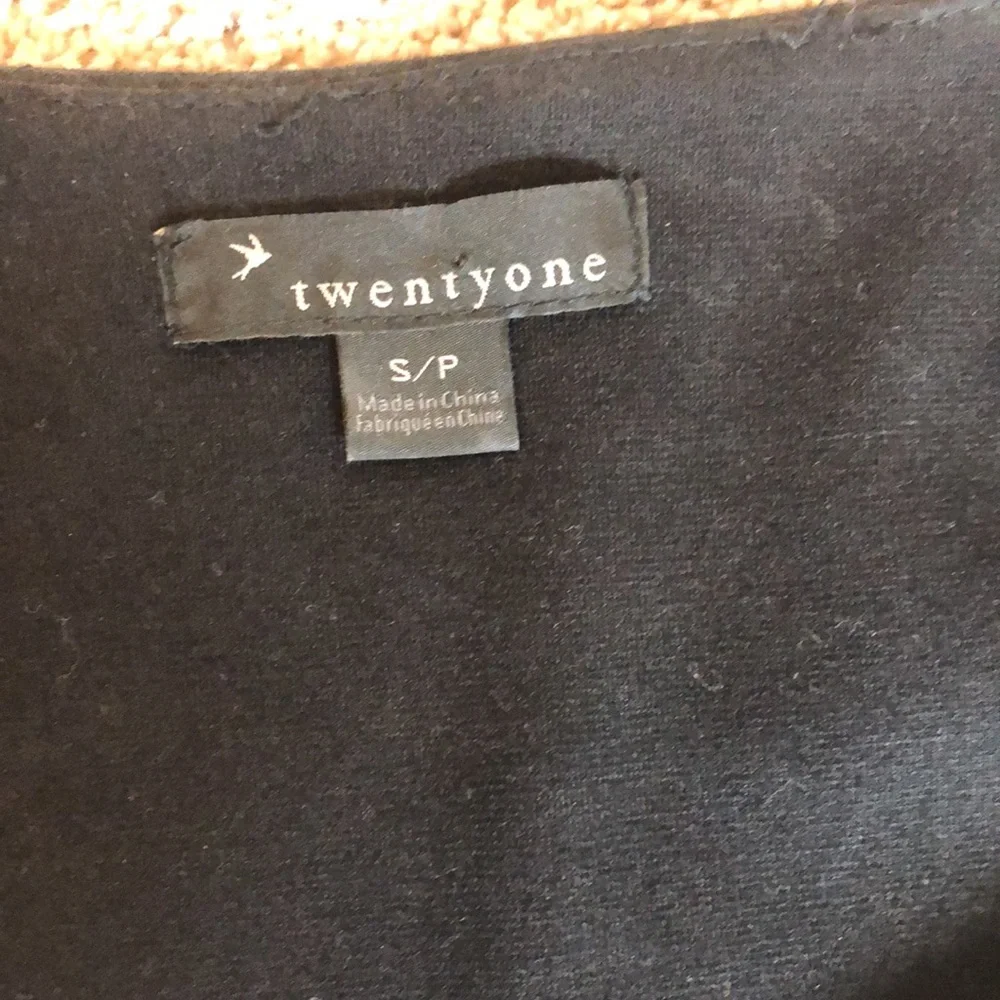 twentyone
S/P
Made in China
Fabriqué en Chine